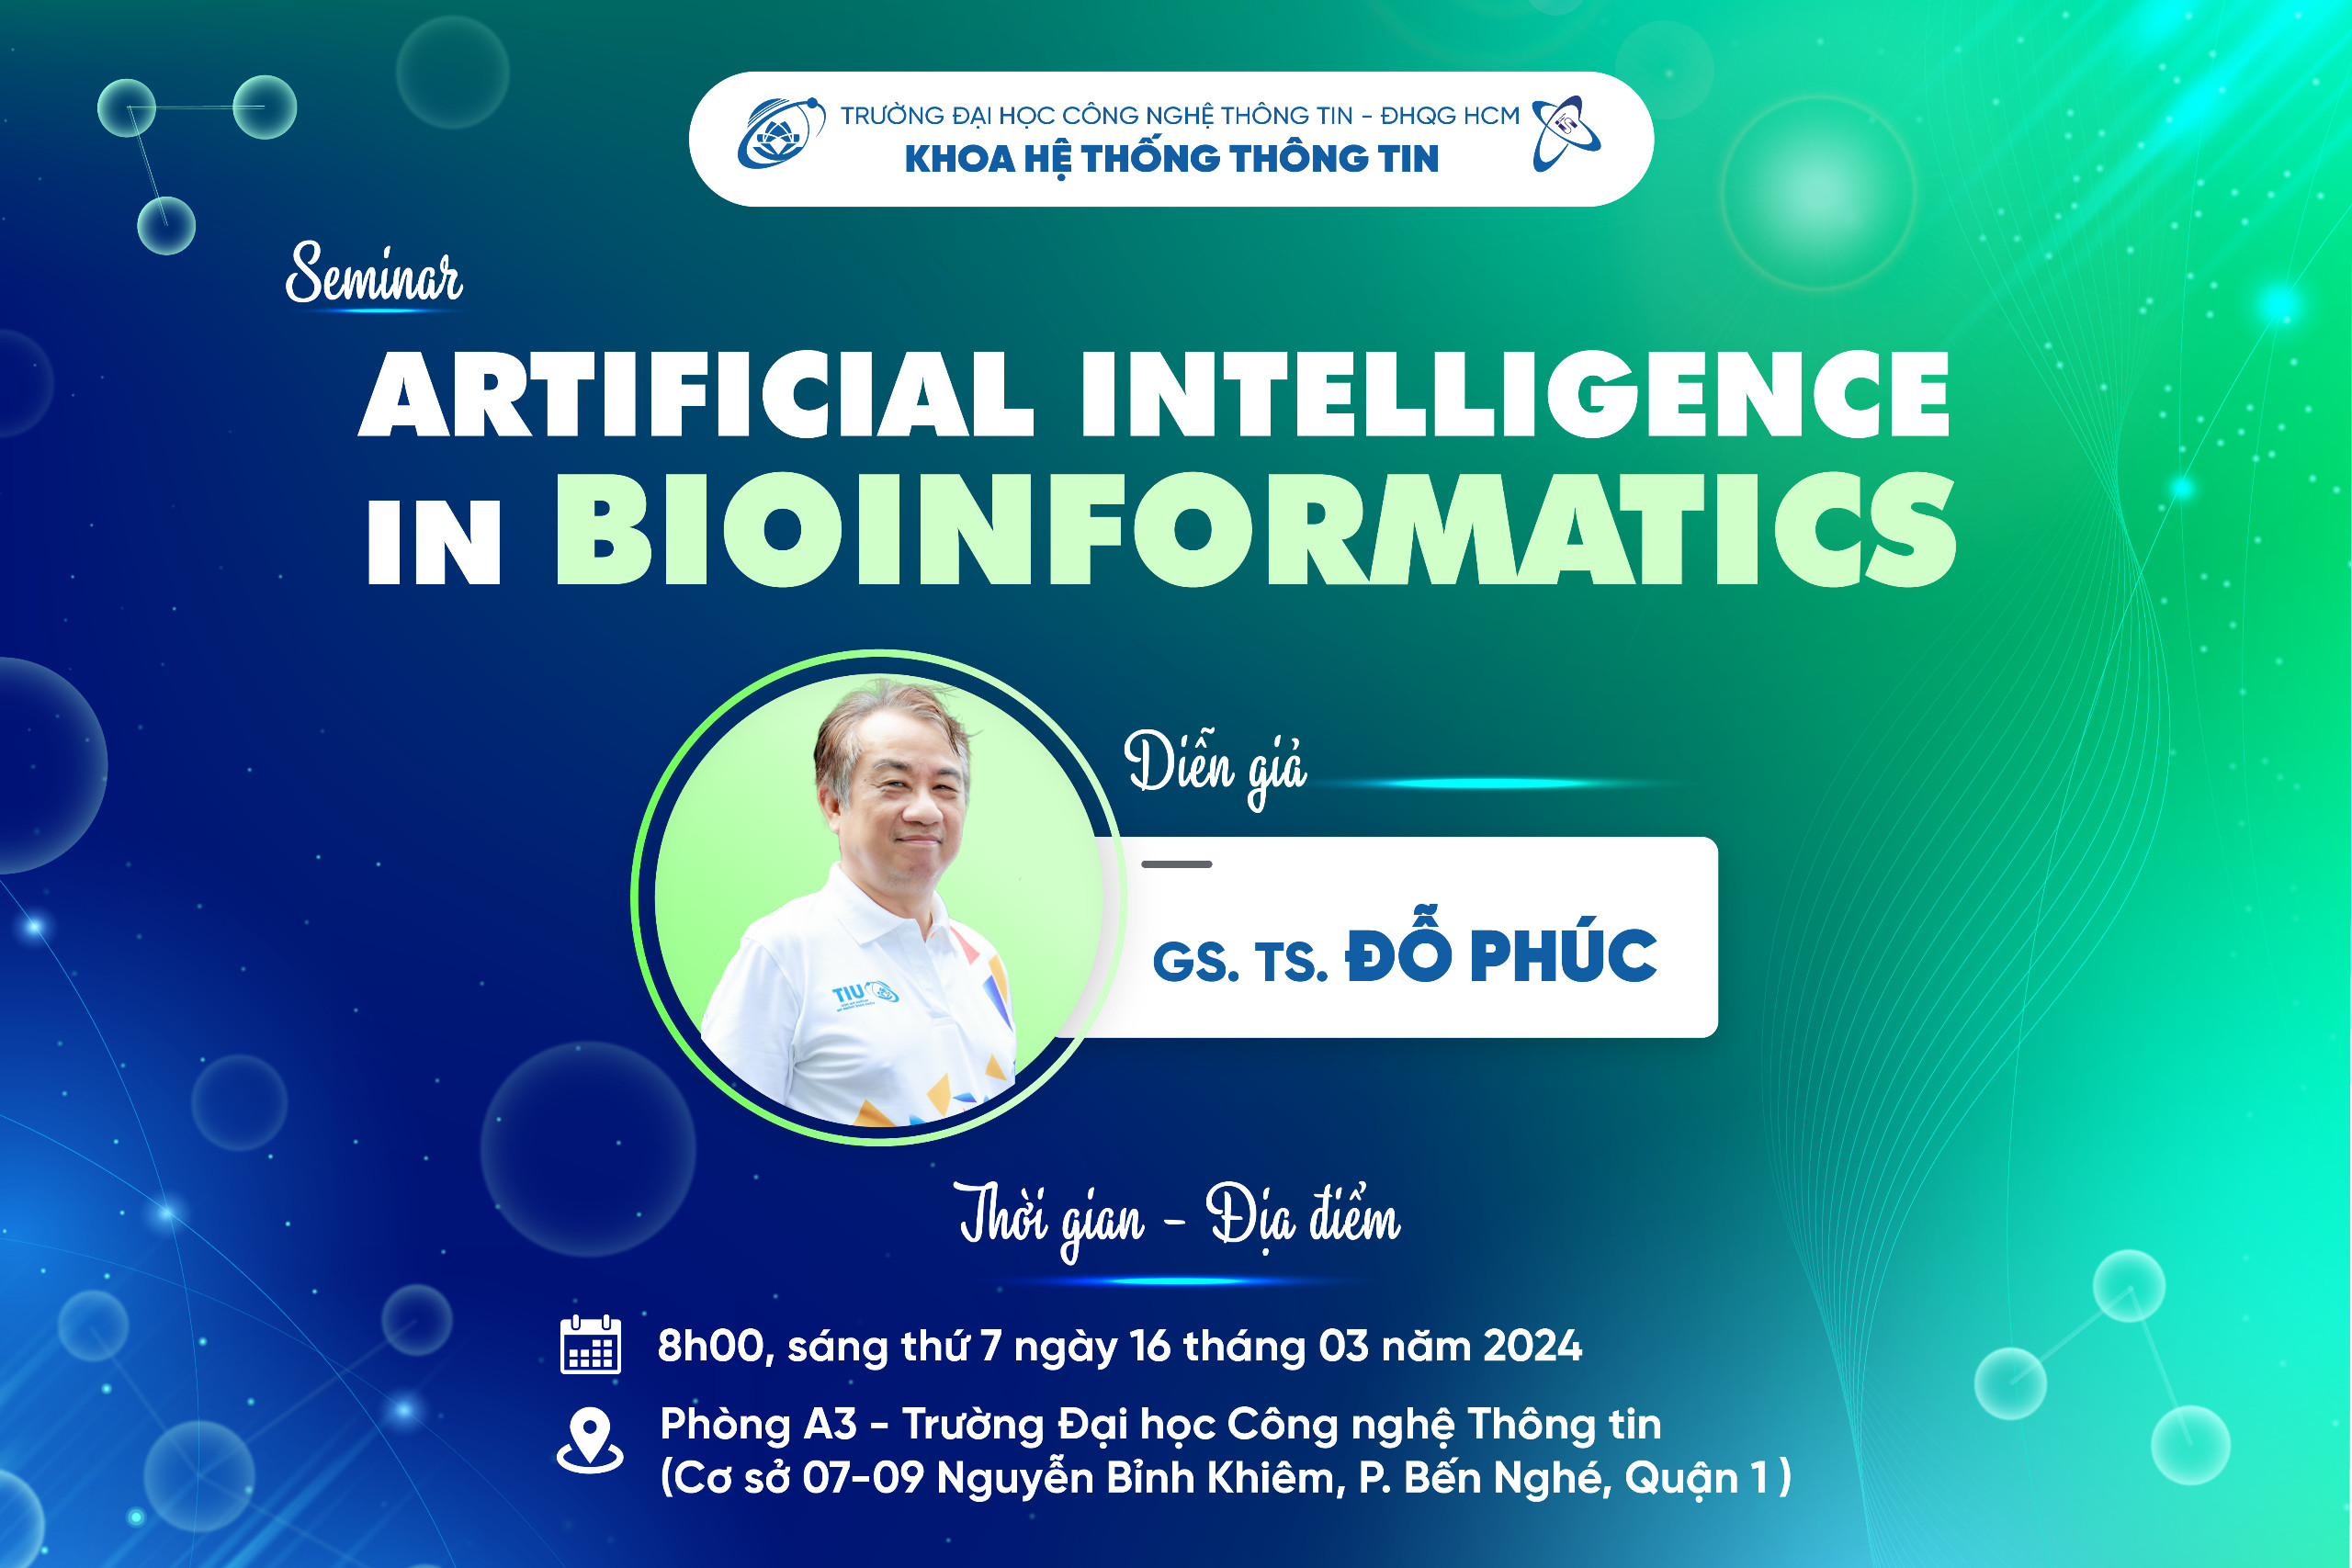 TRƯỜNG ĐẠI HỌC CÔNG NGHỆ THÔNG TIN - ĐHQG HCM
KHOA HỆ THỐNG THÔNG TIN
Seminar
ARTIFICIAL INTELLIGENCE
IN BIOINFORMATICS
Diễn giả
GS. TS. ĐỖ PHÚC
TIU
Thời gian - Địa điểm
8h00, sáng thứ 7 ngày 16 tháng 03 năm 2024
Phòng A3 - Trường Đại học Công nghệ Thông tin
(Cơ sở 07-09 Nguyễn Bỉnh Khiêm, P. Bến Nghé, Quận 1 )